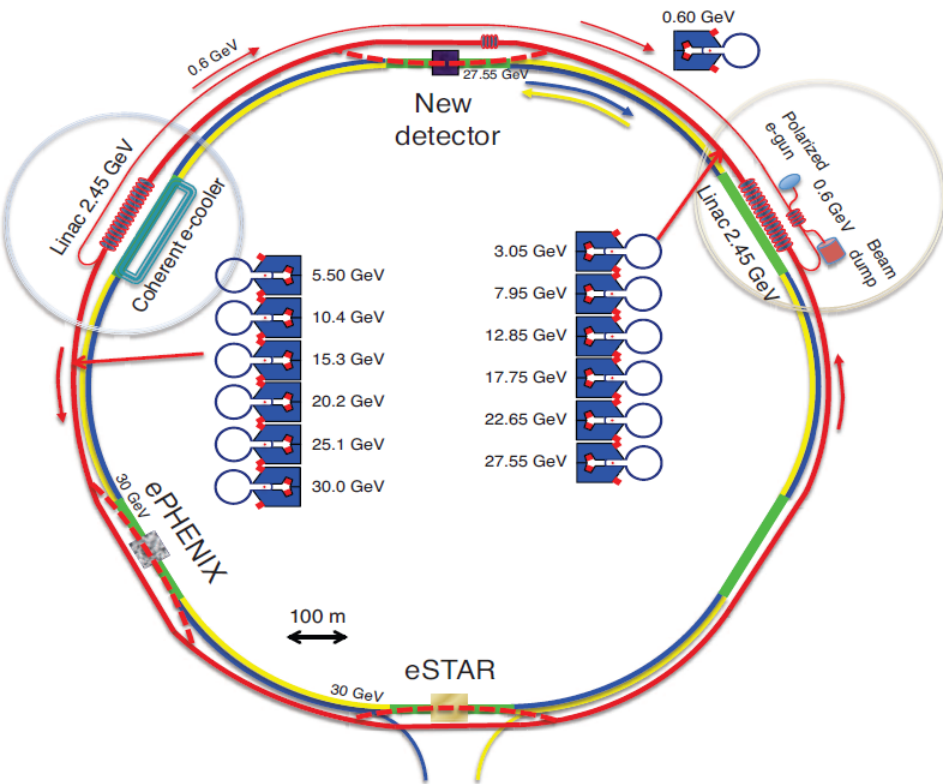 0.60 GeV
0.6 GeV
27.55 GeV
New
detector
Polarized
e-gun
0.6 GeV
Beam
dump
Linac 2.45 GeV
Linac 2.45 GeV
Coherent e-cooler
5.50 GeV
10.4 GeV
15.3 GeV
20.2 GeV
25.1 GeV
30.0 GeV
3.05 GeV
7.95 GeV
12.85 GeV
17.75 GeV
22.65 GeV
27.55 GeV
30 GeV
ePHENIX
100 m
eSTAR
30 GeV